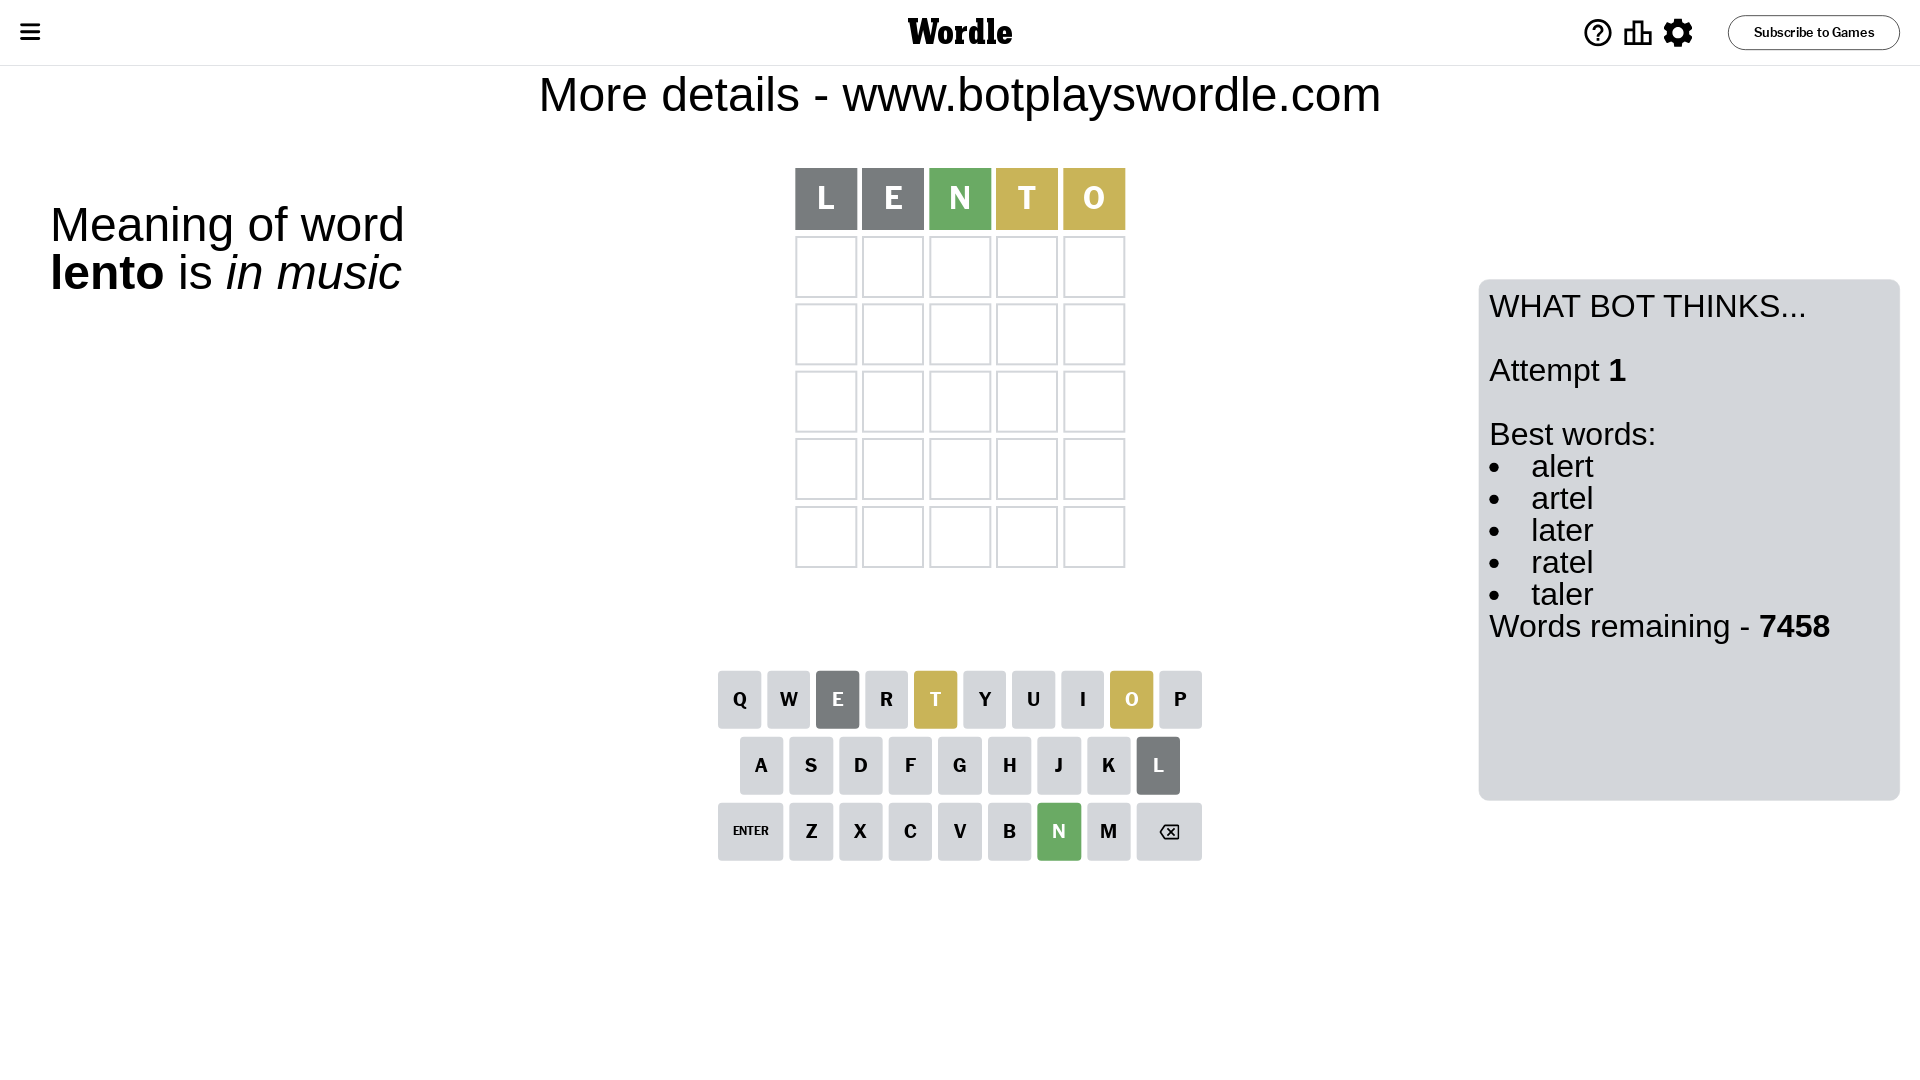 Wordle
Subscribe to Games
More details - www.botplayswordle.com
Meaning of word
lento is in music
L E N T O
WHAT BOT THINKS...
Attempt 1
Best words:
• alert
• artel
• later
• ratel
• taler
Words remaining - 7458
Q W E R T Y U I O P
A S D F G H J K L
ENTER Z X C V B N M